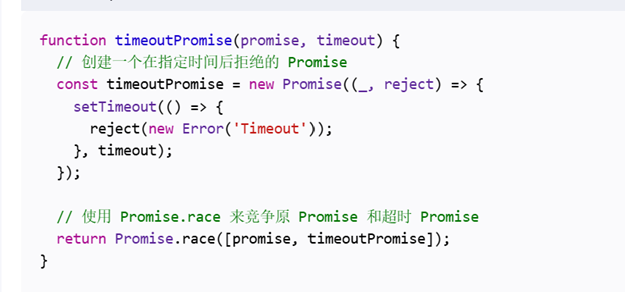 function timeoutPromise(promise, timeout) {
  // 创建一个在指定时间后拒绝的 Promise
  const timeoutPromise = new Promise((_, reject) => {
    setTimeout(() => {
      reject(new Error('Timeout'));
    }, timeout);
  });

  // 使用 Promise.race 来竞争原 Promise 和超时 Promise
  return Promise.race([promise, timeoutPromise]);
}